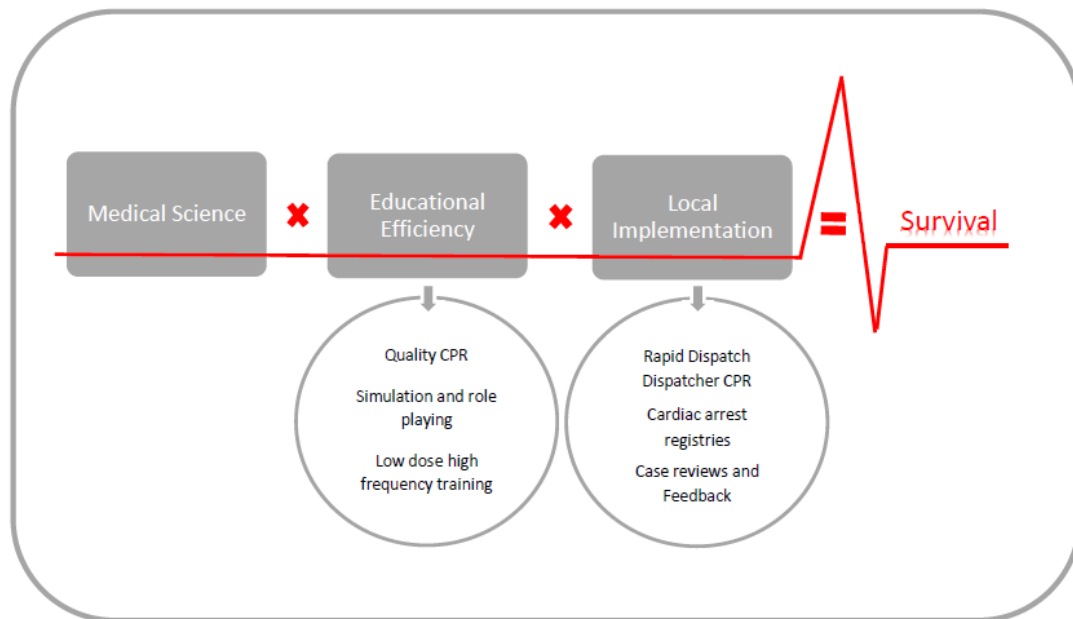 Medical Science
Educational
Efficiency
Local
Implementation
Survival
Quality CPR
Simulation and role
playing
Low dose high
frequency training
Rapid Dispatch
Dispatcher CPR
Cardiac arrest
registries
Case reviews and
Feedback